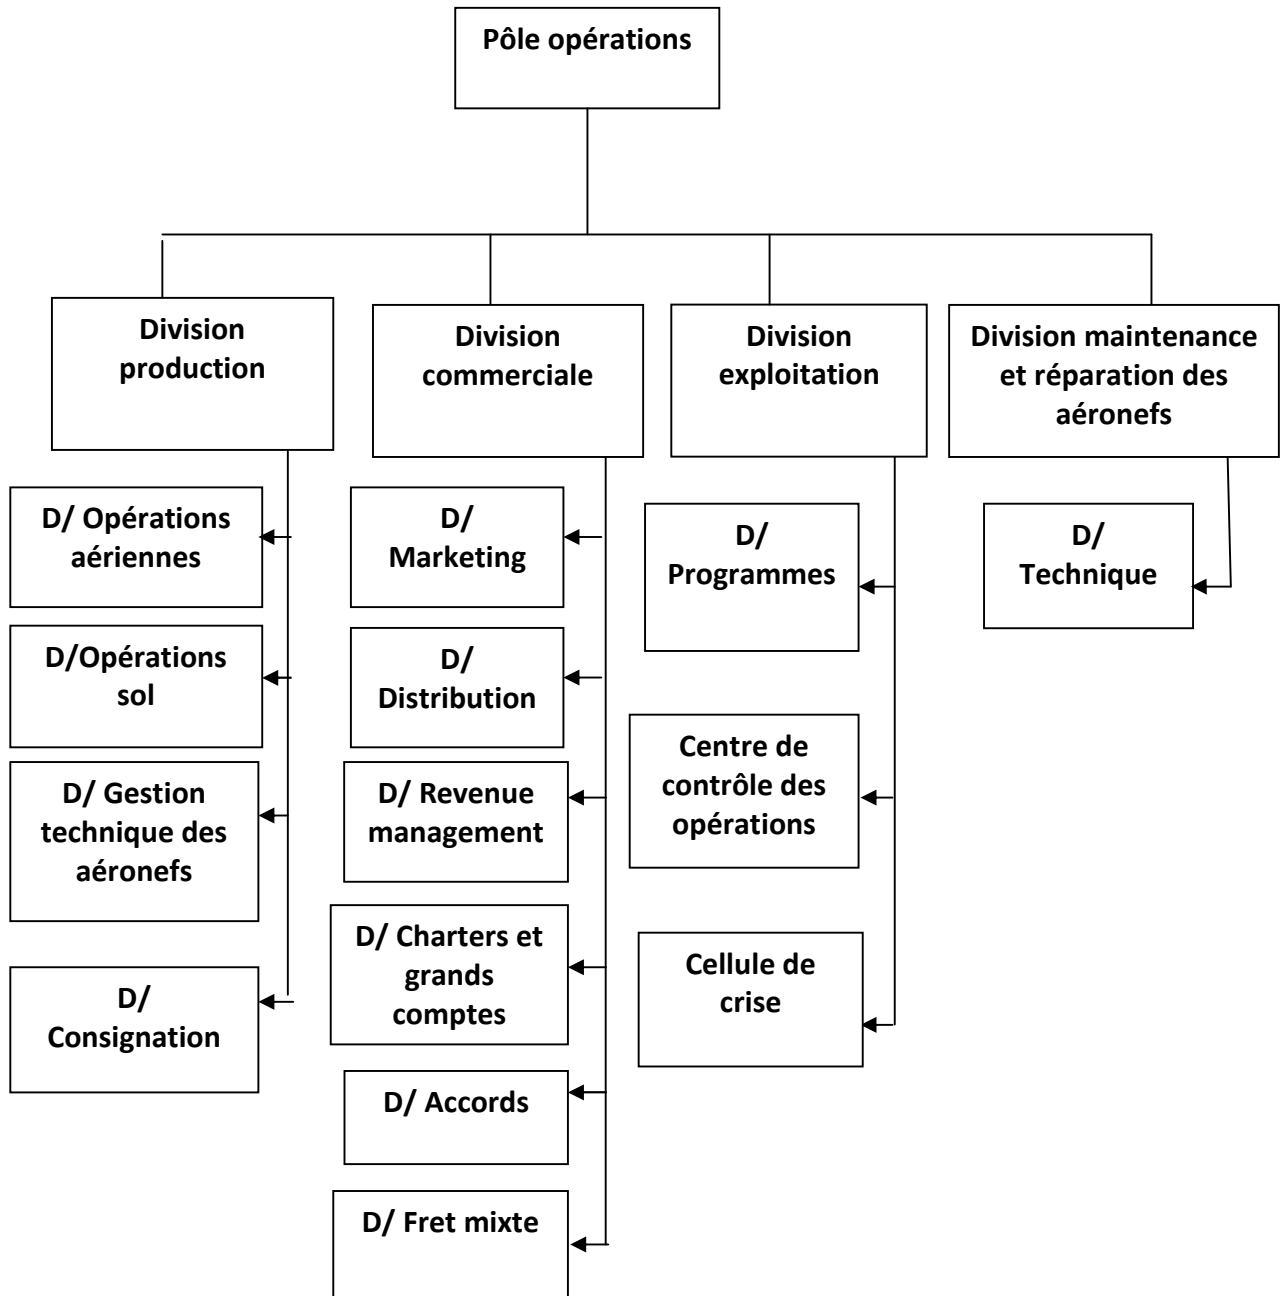 Pôle opérations
Division
production
Division
commerciale
Division
exploitation
Division maintenance
et réparation des
aéronefs
D/ Opérations
aériennes
D/Opérations
sol
D/ Gestion
technique des
aéronefs
D/
Consignation
D/
Marketing
D/
Distribution
D/ Revenue
management
D/ Charters et
grands
comptes
D/ Accords
D/ Fret mixte
D/
Programmes
Centre de
contrôle des
opérations
Cellule de
crise
D/
Technique